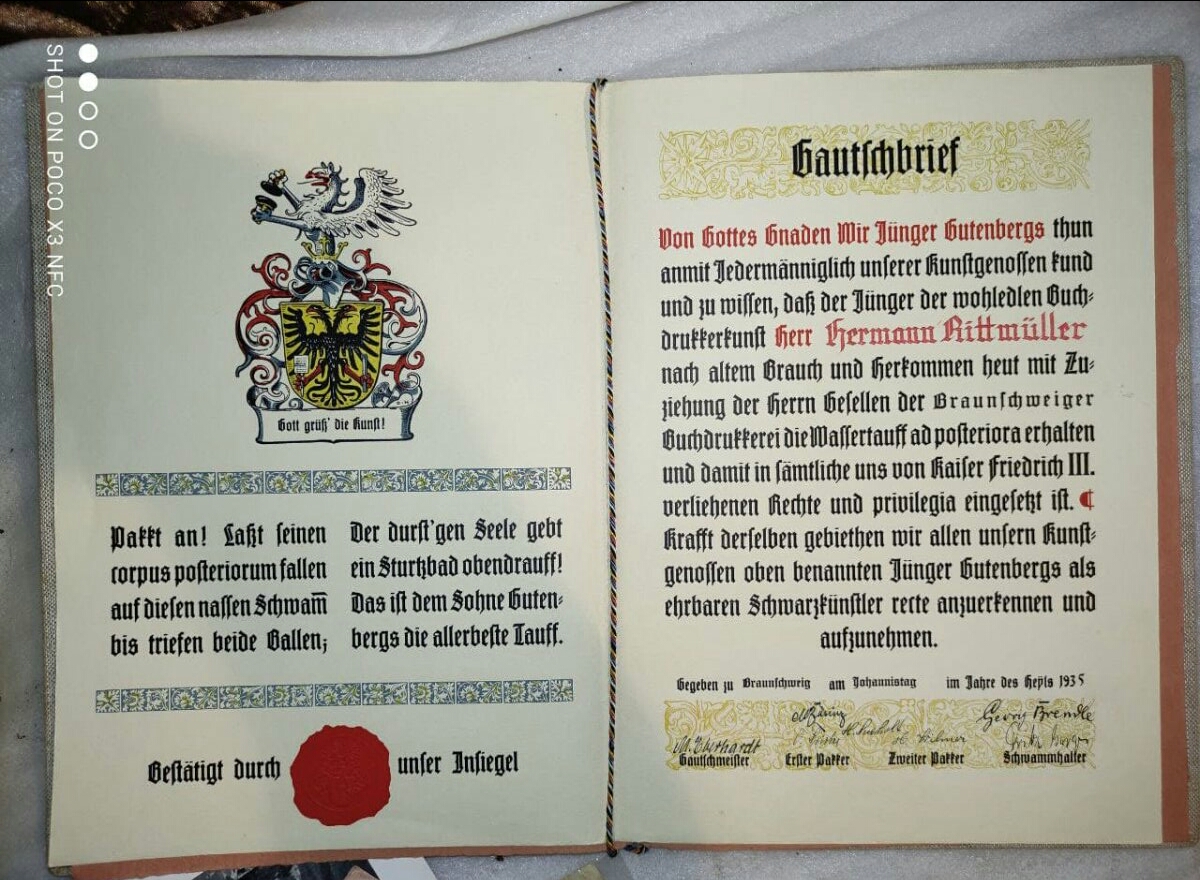 Gott grüß' die Kunst!
Pakkt an! Laßt seinen
corpus posteriorum fallen
auf diesen nassen Schwam̄
bis triefen beide Ballen;
Der durst'gen Seele gebt
ein Sturtzbad obendrauff!
Das ist dem Sohne Guten-
bergs die allerbeste Tauff.
Bestätigt durch unser Insiegel
Gautschbrief
Von Gottes Gnaden Wir Jünger Gutenbergs thun
anmit Jedermänniglich unserer Kunstgenossen kund
und zu wissen, daß der Jünger der wohledlen Buch-
drukkerkunst Herr Hermann Rittmüller
nach altem Brauch und Herkommen heut mit Zu-
ziehung der Herrn Gesellen der Braunschweiger
Buchdrukkerei die Wassertauff ad posteriora erhalten
und damit in sämtliche uns von Kaiser Friedrich III.
verliehenen Rechte und privilegia eingesetzt ist.
Krafft derselben gebiethen wir allen unsern Kunst-
genossen oben benannten Jünger Gutenbergs als
ehrbaren Schwarzkünstler recte anzuerkennen und
aufzunehmen.
Gegeben zu Braunschweig am Johannistag im Jahre des Heyls 1935
Georg Brendle
M. Eberhardt
Gautschmeister Erster Pakker Zweiter Pakker Schwammhalter
SHOT ON POCO X3 NFC